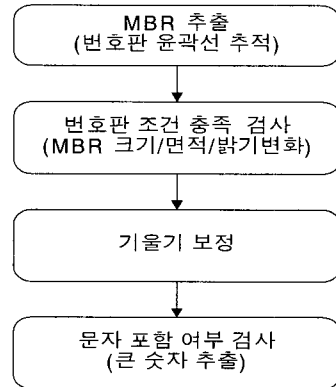 MBR 추출
(번호판 윤곽선 추적)
번호판 조건 충족 검사
(MBR 크기/면적/밝기변화)
기울기 보정
문자 포함 여부 검사
(큰 숫자 추출)